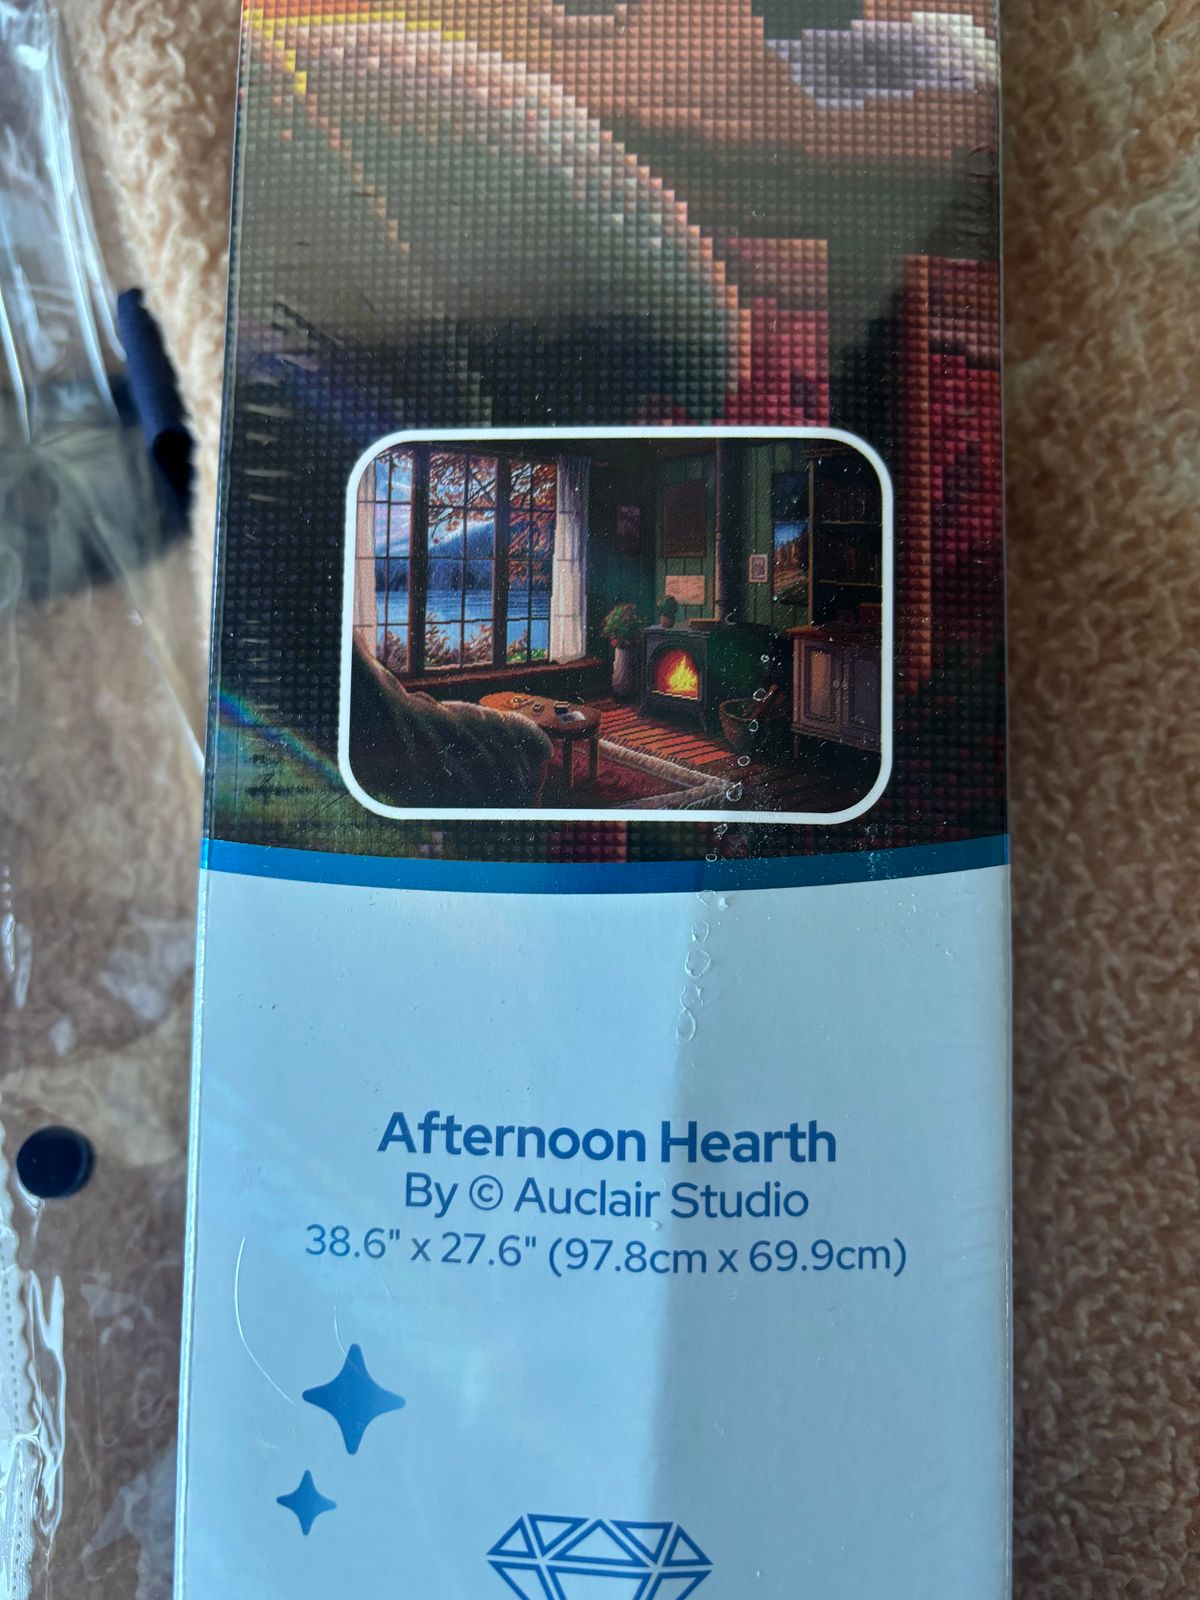 Afternoon Hearth
By © Auclair Studio
38.6" x 27.6" (97.8cm x 69.9cm)